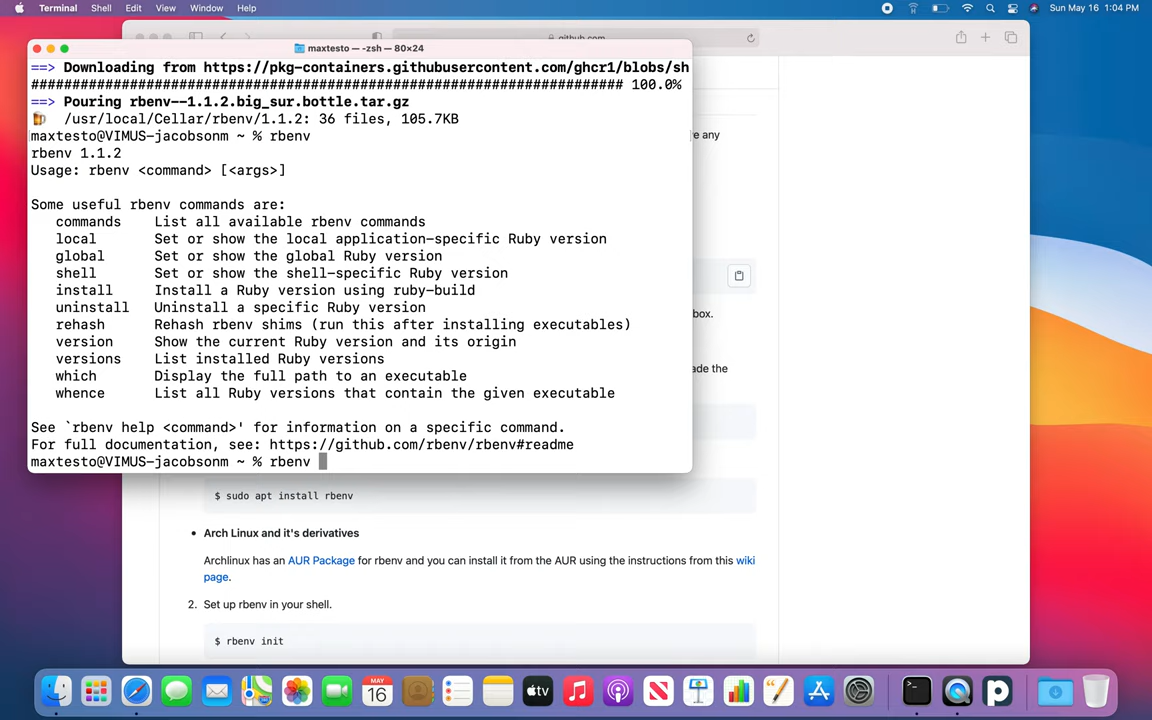 Terminal Shell Edit View Window Help Sun May 16 1:04 PM
github.com
maxtesto — -zsh — 80×24
==> Downloading from https://pkg-containers.githubusercontent.com/ghcr1/blobs/sh
######################################################################## 100.0%
==> Pouring rbenv--1.1.2.big_sur.bottle.tar.gz
/usr/local/Cellar/rbenv/1.1.2: 36 files, 105.7KB
maxtesto@VIMUS-jacobsonm ~ % rbenv
rbenv 1.1.2
Usage: rbenv <command> [<args>]
Some useful rbenv commands are:
commands List all available rbenv commands
local Set or show the local application-specific Ruby version
global Set or show the global Ruby version
shell Set or show the shell-specific Ruby version
install Install a Ruby version using ruby-build
uninstall Uninstall a specific Ruby version
rehash Rehash rbenv shims (run this after installing executables)
version Show the current Ruby version and its origin
versions List installed Ruby versions
which Display the full path to an executable
whence List all Ruby versions that contain the given executable
See `rbenv help <command>' for information on a specific command.
For full documentation, see: https://github.com/rbenv/rbenv#readme
maxtesto@VIMUS-jacobsonm ~ % rbenv
any
box.
ade the
$ sudo apt install rbenv
• Arch Linux and it's derivatives
Archlinux has an AUR Package for rbenv and you can install it from the AUR using the instructions from this wiki
page.
2. Set up rbenv in your shell.
$ rbenv init
MAY
16
tv